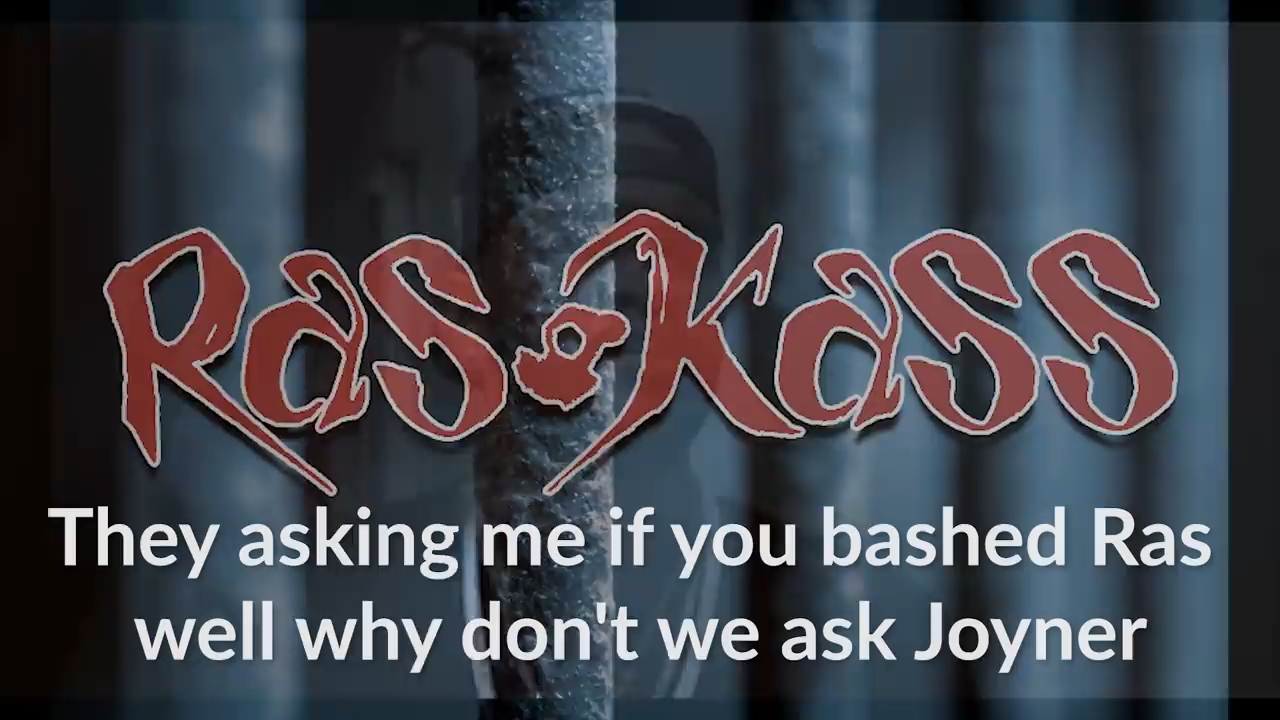 Ras Kass
They asking me if you bashed Ras
well why don't we ask Joyner